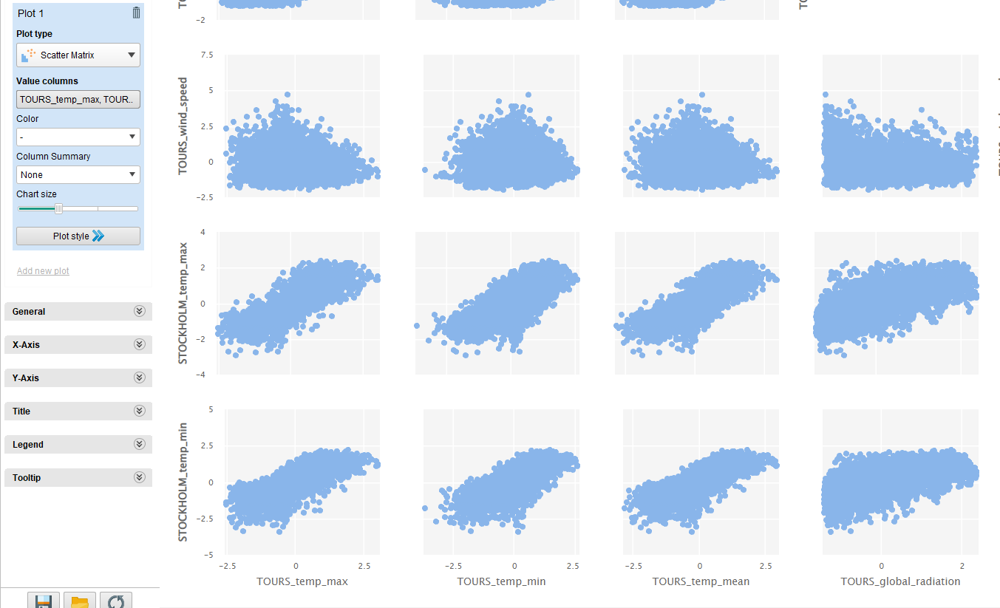 Plot 1
Plot type
Scatter Matrix
Value columns
TOURS_temp_max, TOUR..
Color
-
Column Summary
None
Chart size
Plot style
Add new plot
General
X-Axis
Y-Axis
Title
Legend
Tooltip
−2
TOURS_wind_speed
7.5
5
2.5
0
−2.5
STOCKHOLM_temp_max
4
2
0
−2
−4
STOCKHOLM_temp_min
5
2.5
0
−2.5
−5
−2.5 0 2.5 −2.5 0 2.5 −2.5 0 2.5 0 2
TOURS_temp_max TOURS_temp_min TOURS_temp_mean TOURS_global_radiation